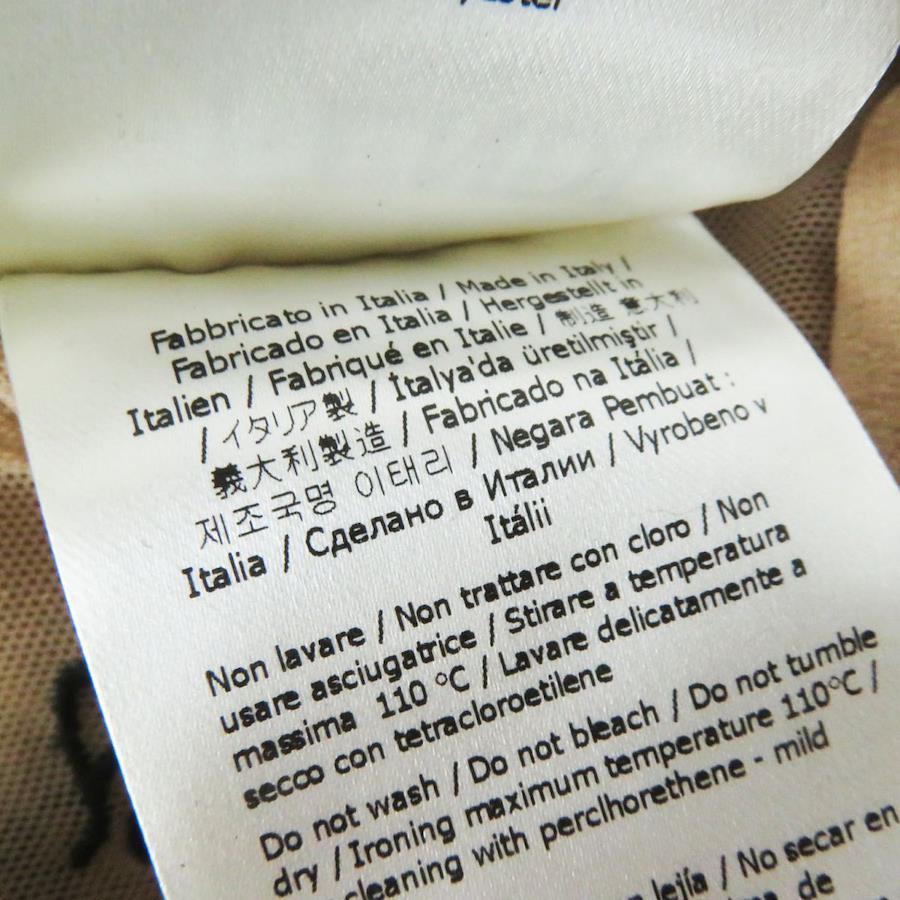 Fabbricato in Italia / Made in Italy /
Fabricado en Italia / Hergestellt in
Italien / Fabriqué en Italie / 制造 意大利
/ イタリア製 / İtalya'da üretilmiştir /
義大利製造 / Fabricado na Itália /
제조국명 이태리 / Negara Pembuat :
Italia / Сделано в Италии / Vyrobeno v
Itálii
Non lavare / Non trattare con cloro / Non
usare asciugatrice / Stirare a temperatura
massima 110 °C / Lavare delicatamente a
secco con tetracloroetilene
Do not wash / Do not bleach / Do not tumble
dry / Ironing maximum temperature 110°C /
cleaning with perclhorethene - mild
lejía / No secar en
de